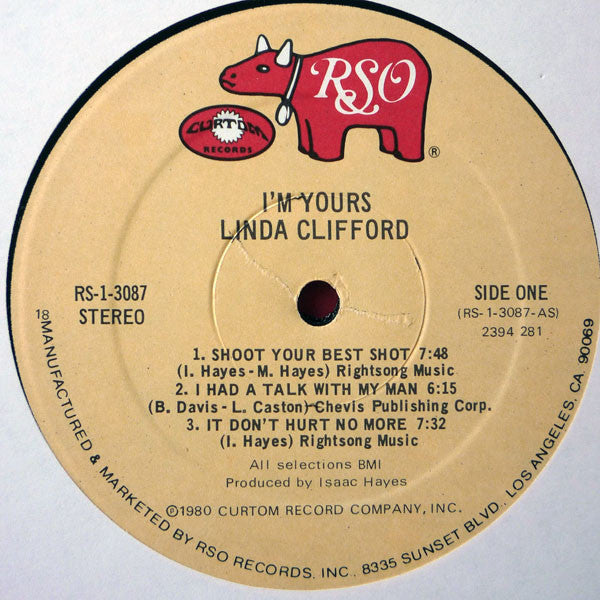 RSO
®
CURTOM
RECORDS
I'M YOURS
LINDA CLIFFORD
RS-1-3087
STEREO
SIDE ONE
(RS-1-3087-AS)
2394 281
1. SHOOT YOUR BEST SHOT 7:48
(I. Hayes-M. Hayes) Rightsong Music
2. I HAD A TALK WITH MY MAN 6:15
(B. Davis-L. Caston) Chevis Publishing Corp.
3. IT DON'T HURT NO MORE 7:32
(I. Hayes) Rightsong Music
All selections BMI
Produced by Isaac Hayes
℗1980 CURTOM RECORD COMPANY, INC.
18 MANUFACTURED & MARKETED BY RSO RECORDS, INC., 8335 SUNSET BLVD., LOS ANGELES, CA. 90069